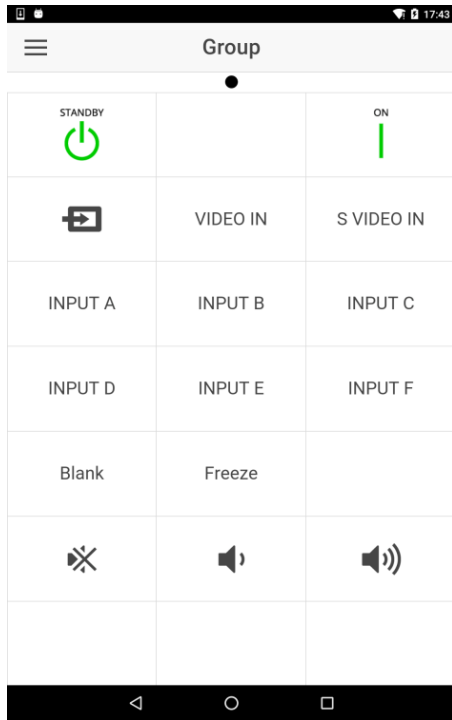 17:43
Group
STANDBY
ON
VIDEO IN
S VIDEO IN
INPUT A
INPUT B
INPUT C
INPUT D
INPUT E
INPUT F
Blank
Freeze